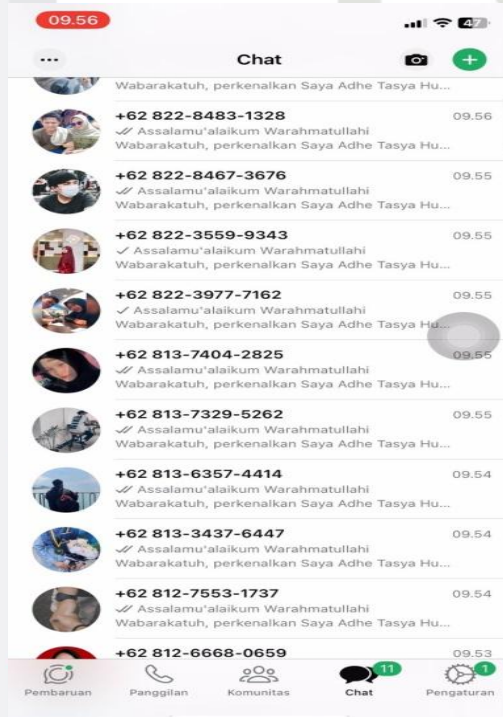 09.56
47
Chat
Wabarakatuh, perkenalkan Saya Adhe Tasya Hu...
+62 822-8483-1328 09.56
Assalamu'alaikum Warahmatullahi
Wabarakatuh, perkenalkan Saya Adhe Tasya Hu...
+62 822-8467-3676 09.55
Assalamu'alaikum Warahmatullahi
Wabarakatuh, perkenalkan Saya Adhe Tasya Hu...
+62 822-3559-9343 09.55
Assalamu'alaikum Warahmatullahi
Wabarakatuh, perkenalkan Saya Adhe Tasya Hu...
+62 822-3977-7162 09.55
Assalamu'alaikum Warahmatullahi
Wabarakatuh, perkenalkan Saya Adhe Tasya Hu...
+62 813-7404-2825 09.55
Assalamu'alaikum Warahmatullahi
Wabarakatuh, perkenalkan Saya Adhe Tasya Hu...
+62 813-7329-5262 09.55
Assalamu'alaikum Warahmatullahi
Wabarakatuh, perkenalkan Saya Adhe Tasya Hu...
+62 813-6357-4414 09.54
Assalamu'alaikum Warahmatullahi
Wabarakatuh, perkenalkan Saya Adhe Tasya Hu...
+62 813-3437-6447 09.54
Assalamu'alaikum Warahmatullahi
Wabarakatuh, perkenalkan Saya Adhe Tasya Hu...
+62 812-7553-1737 09.54
Assalamu'alaikum Warahmatullahi
Wabarakatuh, perkenalkan Saya Adhe Tasya Hu...
+62 812-6668-0659 09.53
11 1
Pembaruan Panggilan Komunitas Chat Pengaturan